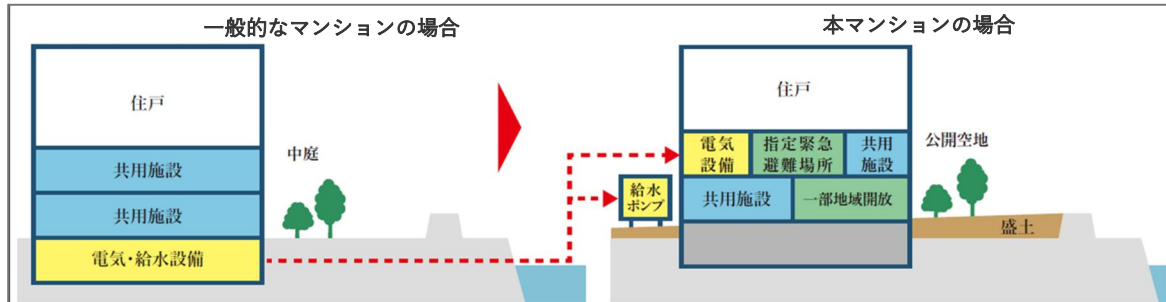 一般的なマンションの場合
住戸
共用施設
共用施設
電気・給水設備
中庭
本マンションの場合
住戸
電気
設備
指定緊急
避難場所
共用
施設
公開空地
給水
ポンプ
共用施設
一部地域開放
盛土